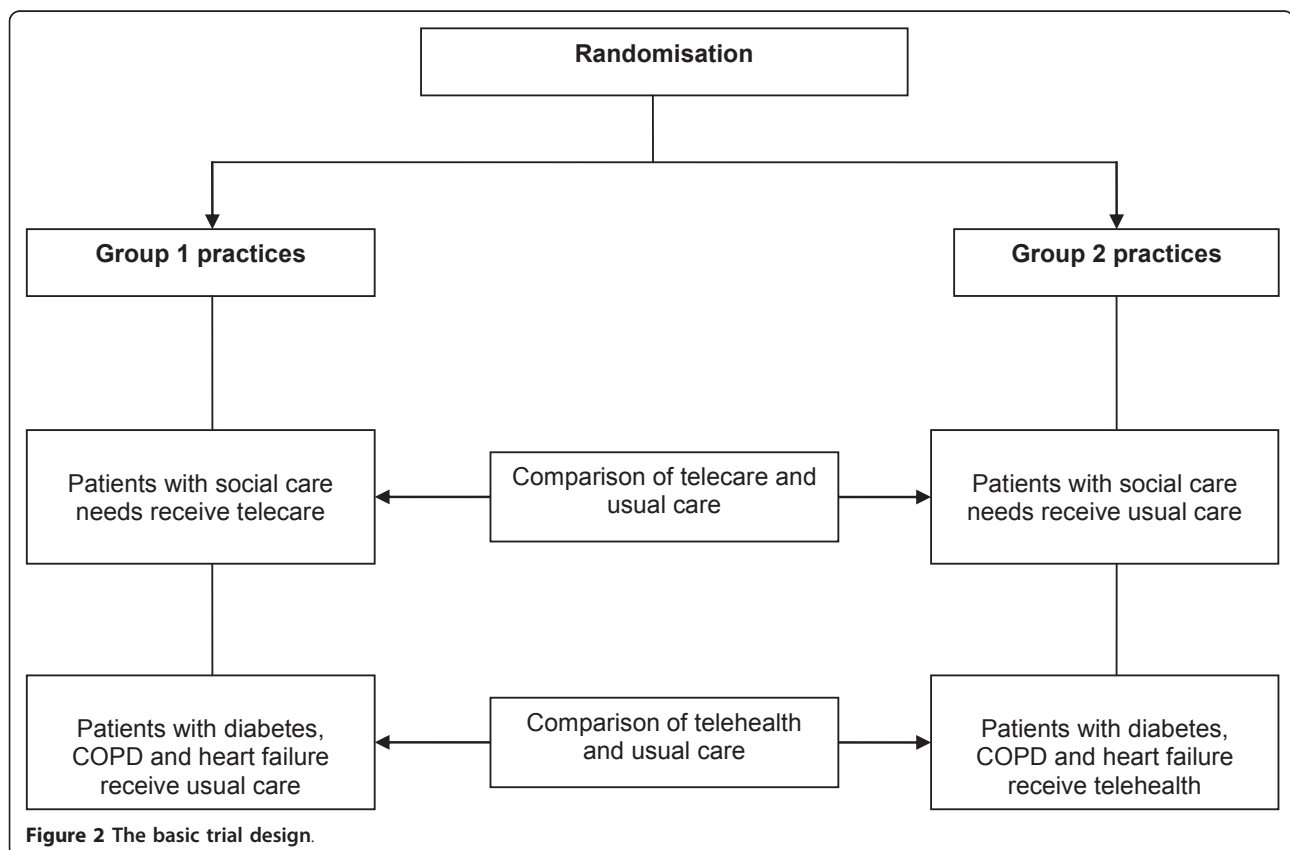 Randomisation
Group 1 practices
Group 2 practices
Patients with social care
needs receive telecare
Comparison of telecare and
usual care
Patients with social care
needs receive usual care
Patients with diabetes,
COPD and heart failure
receive usual care
Comparison of telehealth
and usual care
Patients with diabetes,
COPD and heart failure
receive telehealth
Figure 2 The basic trial design.